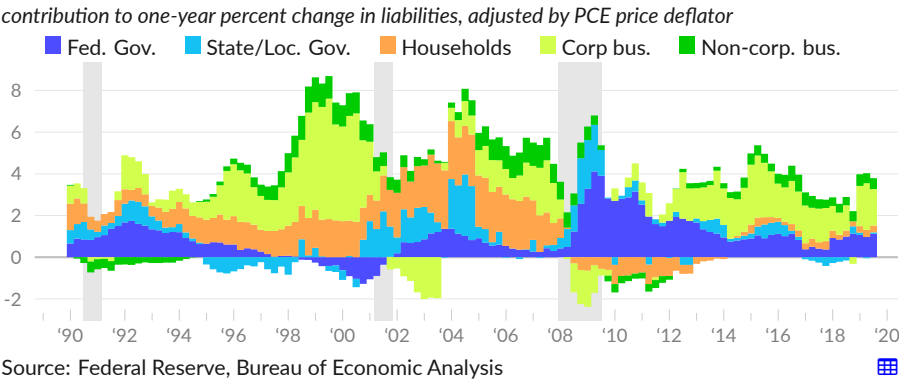 contribution to one-year percent change in liabilities, adjusted by PCE price deflator
Fed. Gov. State/Loc. Gov. Households Corp bus. Non-corp. bus.
8
6
4
2
0
-2
‘90 ‘92 ‘94 ‘96 ‘98 ‘00 ‘02 ‘04 ‘06 ‘08 ‘10 ‘12 ‘14 ‘16 ‘18 ‘20
Source: Federal Reserve, Bureau of Economic Analysis